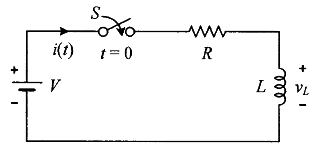 S
i(t)
t = 0
R
+
V
−
L
+
v_L
−